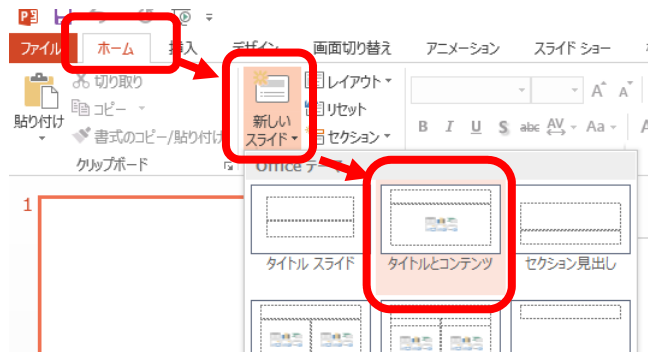 ファイル ホーム 挿入 デザイン 画面切り替え アニメーション スライド ショー
切り取り
コピー
書式のコピー/貼り付け
貼り付け
クリップボード
新しい
スライド
レイアウト
リセット
セクション
B I U S abc AV Aa A
Office テーマ
1
タイトル スライド タイトルとコンテンツ セクション見出し